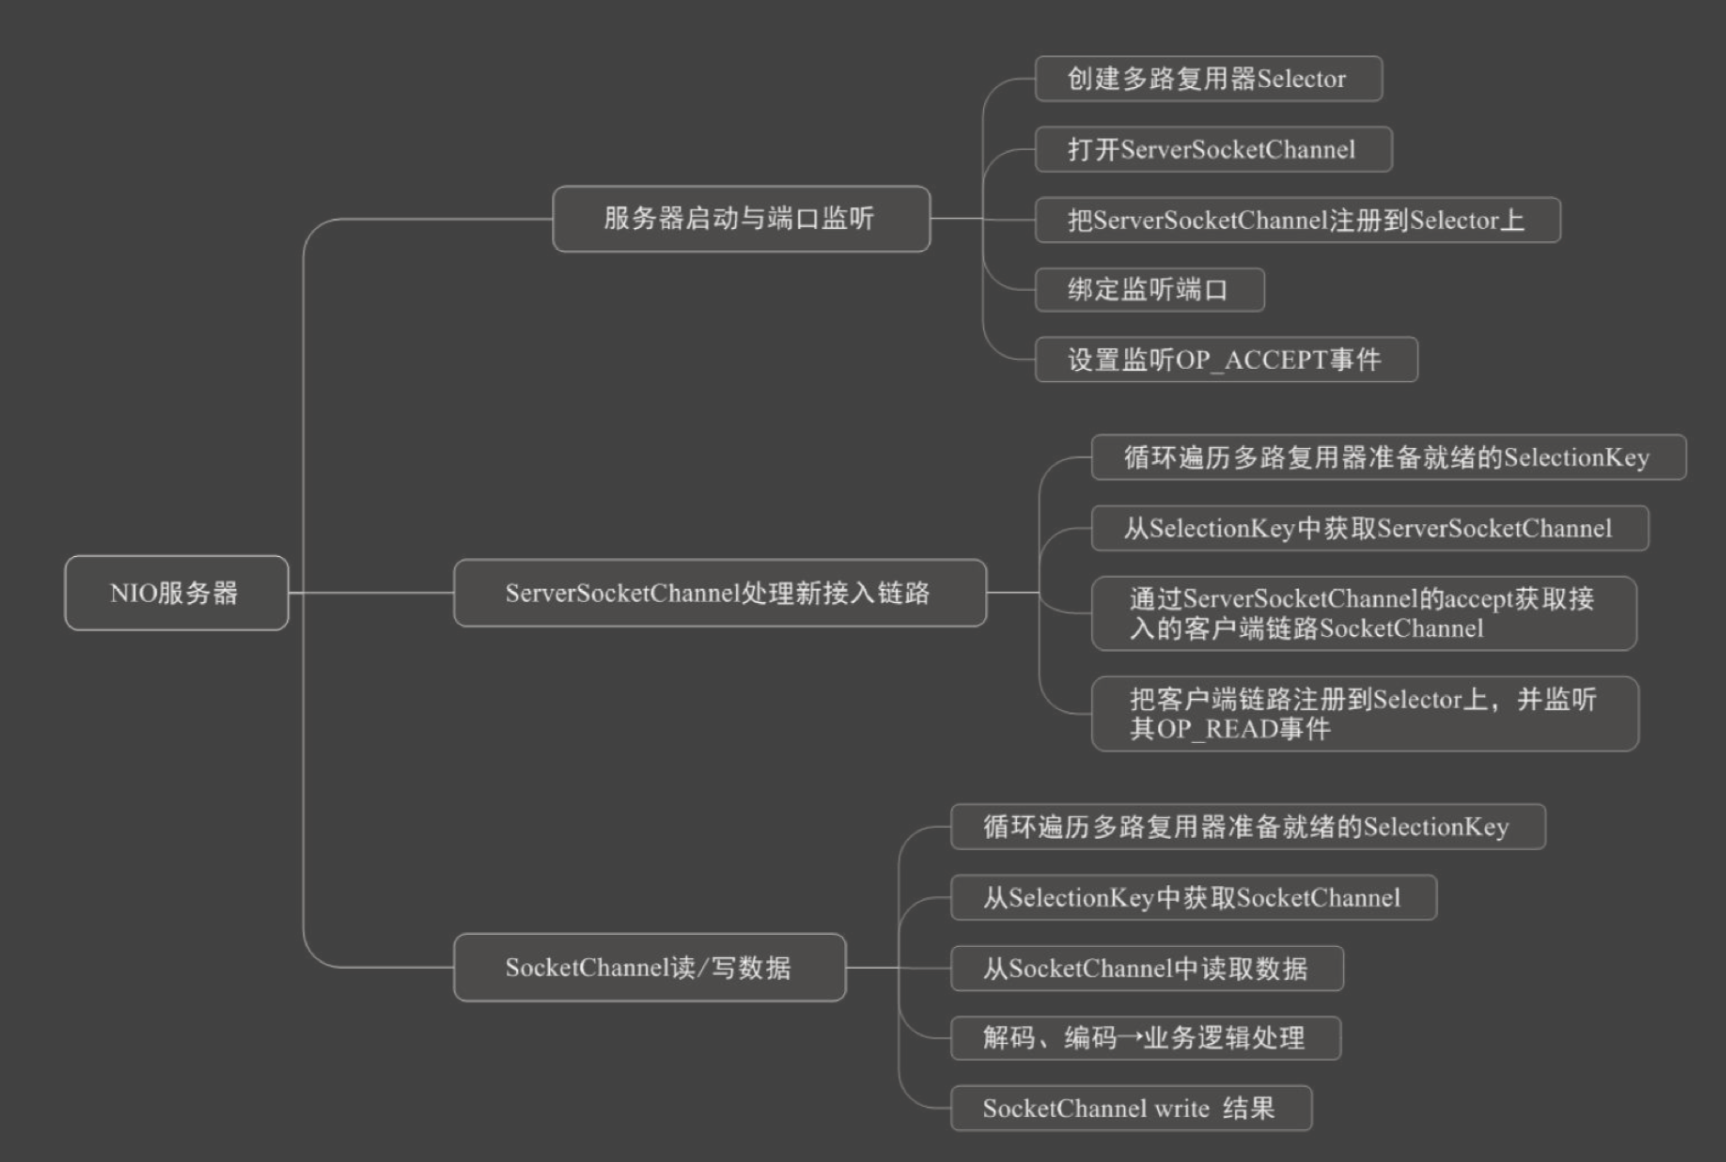 NIO服务器
服务器启动与端口监听
创建多路复用器Selector
打开ServerSocketChannel
把ServerSocketChannel注册到Selector上
绑定监听端口
设置监听OP_ACCEPT事件
ServerSocketChannel处理新接入链路
循环遍历多路复用器准备就绪的SelectionKey
从SelectionKey中获取ServerSocketChannel
通过ServerSocketChannel的accept获取接
入的客户端链路SocketChannel
把客户端链路注册到Selector上，并监听
其OP_READ事件
SocketChannel读/写数据
循环遍历多路复用器准备就绪的SelectionKey
从SelectionKey中获取SocketChannel
从SocketChannel中读取数据
解码、编码→业务逻辑处理
SocketChannel write 结果